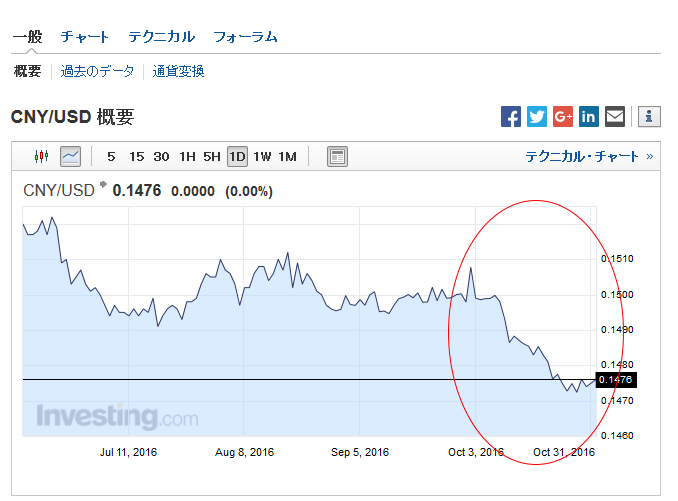 一般 チャート テクニカル フォーラム
概要 過去のデータ 通貨変換
CNY/USD 概要
5 15 30 1H 5H 1D 1W 1M テクニカル・チャート »
CNY/USD 0.1476 0.0000 (0.00%)
0.1510
0.1500
0.1490
0.1480
0.1476
0.1470
Investing.com
0.1460
Jul 11, 2016 Aug 8, 2016 Sep 5, 2016 Oct 3, 2016 Oct 31, 2016